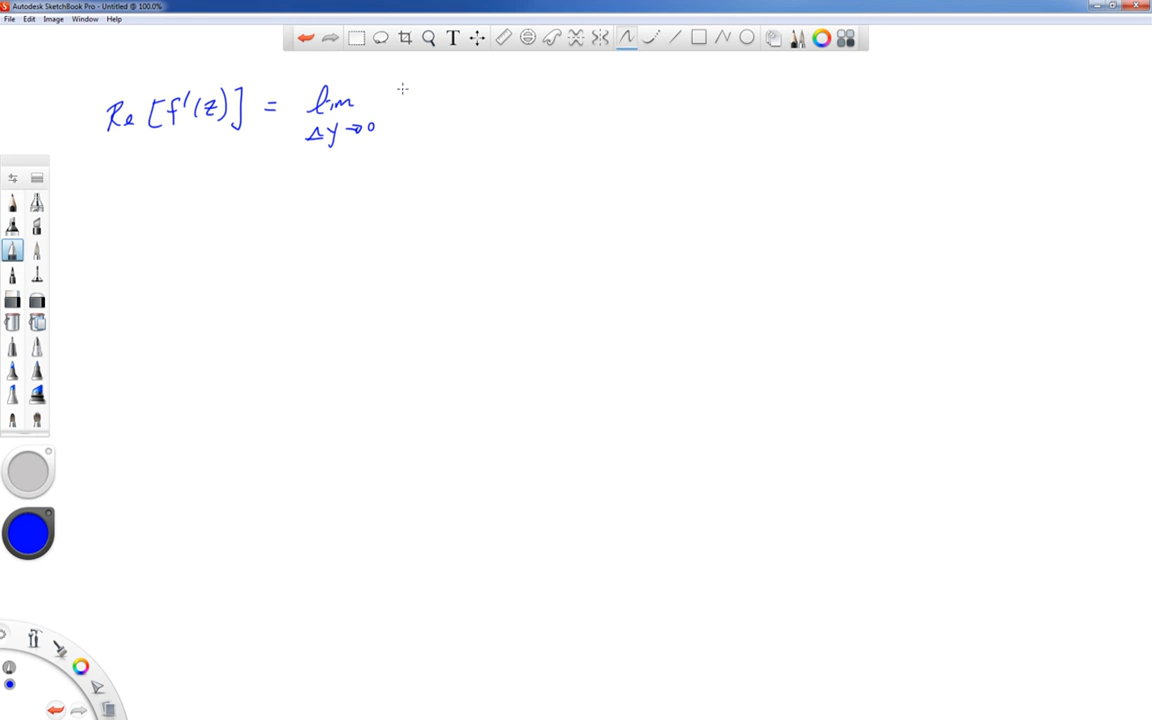 Autodesk SketchBook Pro - Untitled @ 100.0%
File Edit Image Window Help
T
Re [f'(z)] = lim
Δy→0